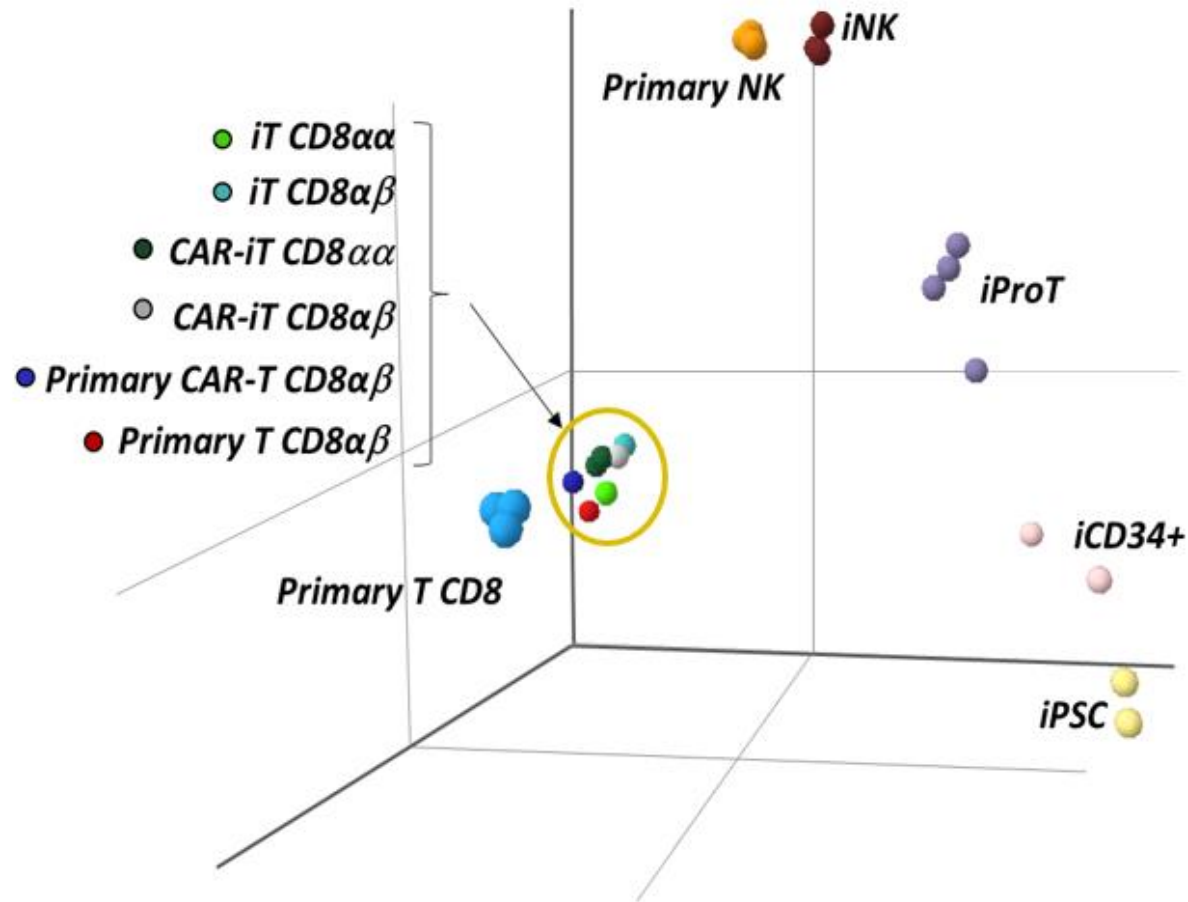 iNK
Primary NK
iT CD8αα
iT CD8αβ
CAR-iT CD8αα
CAR-iT CD8αβ
Primary CAR-T CD8αβ
Primary T CD8αβ
iProT
iCD34+
Primary T CD8
iPSC